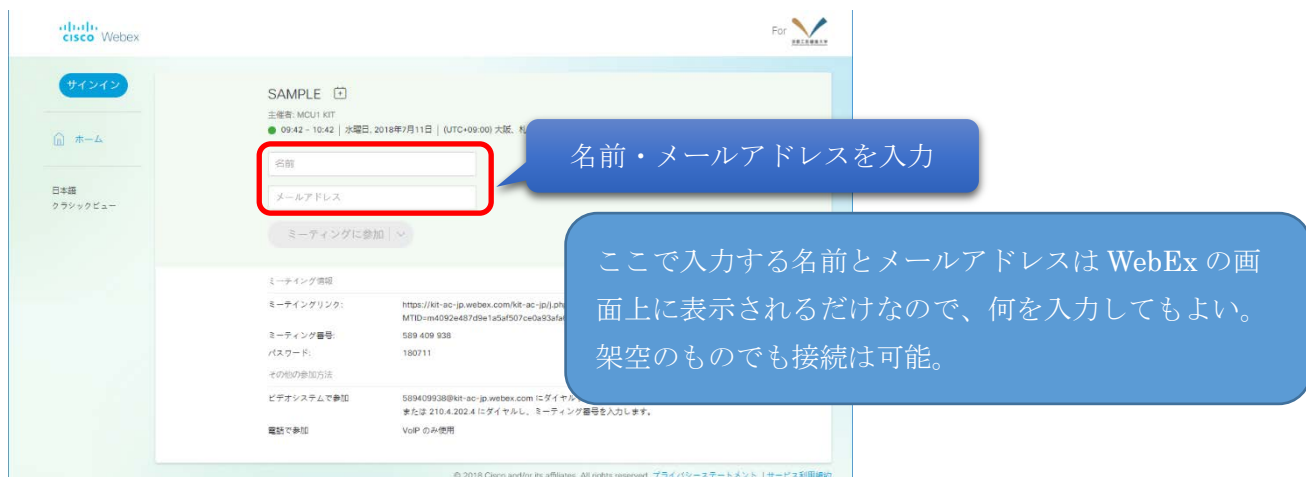 cisco Webex
For
サインイン
SAMPLE
主催者: MCU1 KIT
09:42 - 10:42 | 水曜日, 2018年7月11日 | (UTC+09:00) 大阪、札
ホーム
名前・メールアドレスを入力
名前
日本語
メールアドレス
クラシックビュー
ミーティングに参加
ここで入力する名前とメールアドレスは WebEx の画
面上に表示されるだけなので、何を入力してもよい。
架空のものでも接続は可能。
ミーティング情報
ミーティングリンク: https://kit-ac-jp.webex.com/kit-ac-jp/j.php
ミーティング番号: 589 409 938
パスワード: 180711
その他の参加方法
ビデオシステムで参加 589409938@kit-ac-jp.webex.com にダイヤル
または 210.4.202.4 にダイヤルし、ミーティング番号を入力します。
電話で参加 VoIP のみ使用
© 2018 Cisco and/or its affiliates. All rights reserved. プライバシーステートメント | サービス利用規約